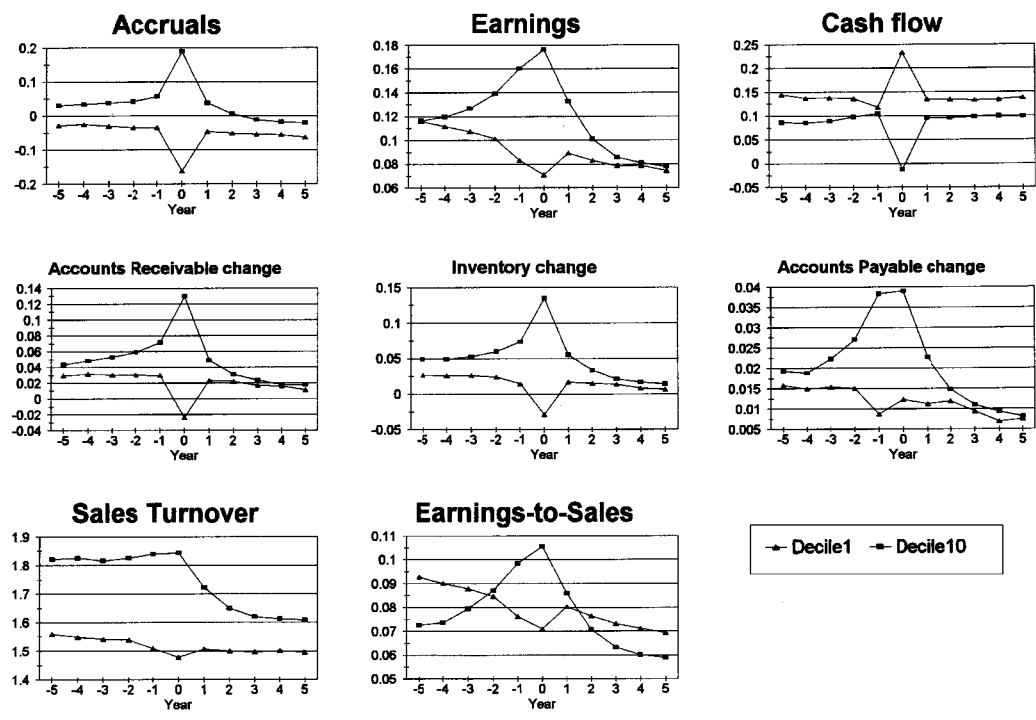 Accruals
0.2
0.1
0
-0.1
-0.2
-5 -4 -3 -2 -1 0 1 2 3 4 5
Year
Earnings
0.18
0.16
0.14
0.12
0.1
0.08
0.06
-5 -4 -3 -2 -1 0 1 2 3 4 5
Year
Cash flow
0.25
0.2
0.15
0.1
0.05
0
-0.05
-5 -4 -3 -2 -1 0 1 2 3 4 5
Year
Accounts Receivable change
0.14
0.12
0.1
0.08
0.06
0.04
0.02
0
-0.02
-0.04
-5 -4 -3 -2 -1 0 1 2 3 4 5
Year
Inventory change
0.15
0.1
0.05
0
-0.05
-5 -4 -3 -2 -1 0 1 2 3 4 5
Year
Accounts Payable change
0.04
0.035
0.03
0.025
0.02
0.015
0.01
0.005
-5 -4 -3 -2 -1 0 1 2 3 4 5
Year
Sales Turnover
1.9
1.8
1.7
1.6
1.5
1.4
-5 -4 -3 -2 -1 0 1 2 3 4 5
Year
Earnings-to-Sales
0.11
0.1
0.09
0.08
0.07
0.06
0.05
-5 -4 -3 -2 -1 0 1 2 3 4 5
Year
Decile1 Decile10